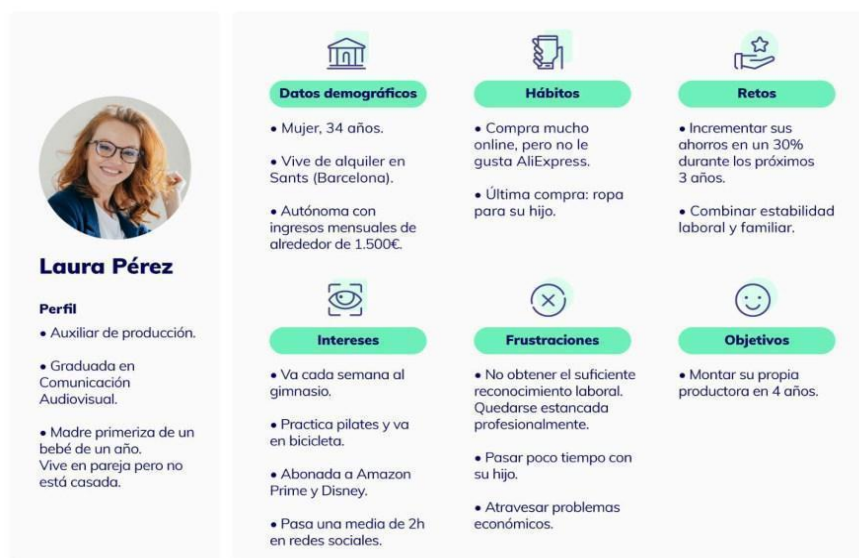 Laura Pérez
Perfil
• Auxiliar de producción.
• Graduada en
Comunicación
Audiovisual.
• Madre primeriza de un
bebé de un año.
Vive en pareja pero no
está casada.
Datos demográficos
• Mujer, 34 años.
• Vive de alquiler en
Sants (Barcelona).
• Autónoma con
ingresos mensuales de
alrededor de 1.500€.
Hábitos
• Compra mucho
online, pero no le
gusta AliExpress.
• Última compra: ropa
para su hijo.
Retos
• Incrementar sus
ahorros en un 30%
durante los próximos
3 años.
• Combinar estabilidad
laboral y familiar.
Intereses
• Va cada semana al
gimnasio.
• Practica pilates y va
en bicicleta.
• Abonada a Amazon
Prime y Disney.
• Pasa una media de 2h
en redes sociales.
Frustraciones
• No obtener el suficiente
reconocimiento laboral.
Quedarse estancada
profesionalmente.
• Pasar poco tiempo con
su hijo.
• Atravesar problemas
económicos.
Objetivos
• Montar su propia
productora en 4 años.